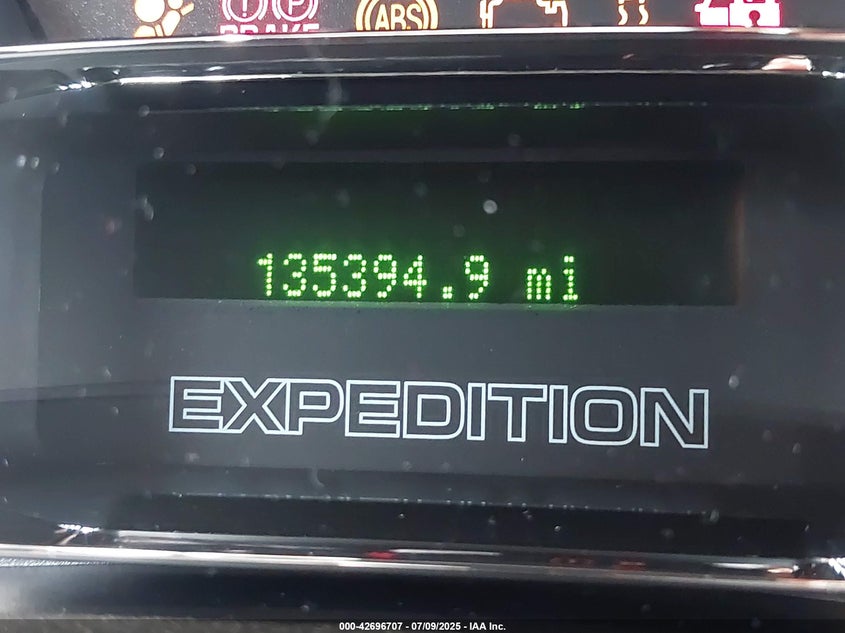 BRAKE
ABS
135394.9 mi
EXPEDITION
000-42696707 - 07/09/2025 - IAA Inc.